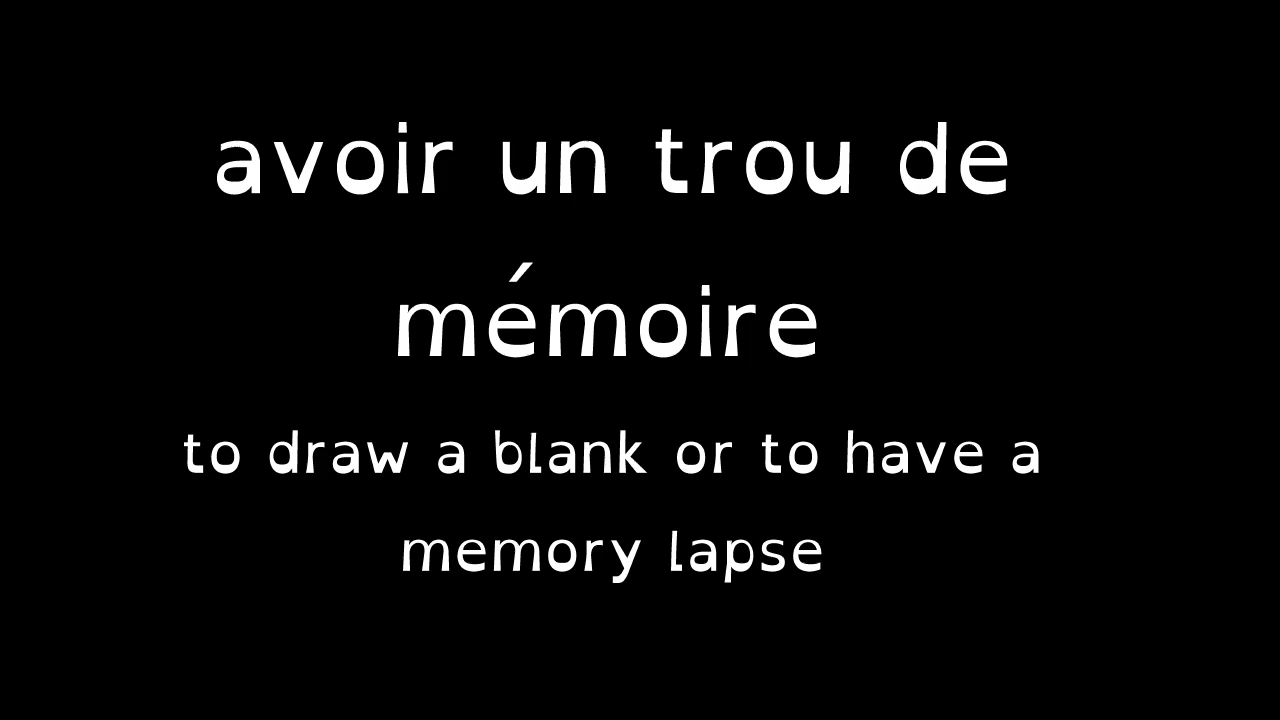 avoir un trou de
mémoire
to draw a blank or to have a
memory lapse